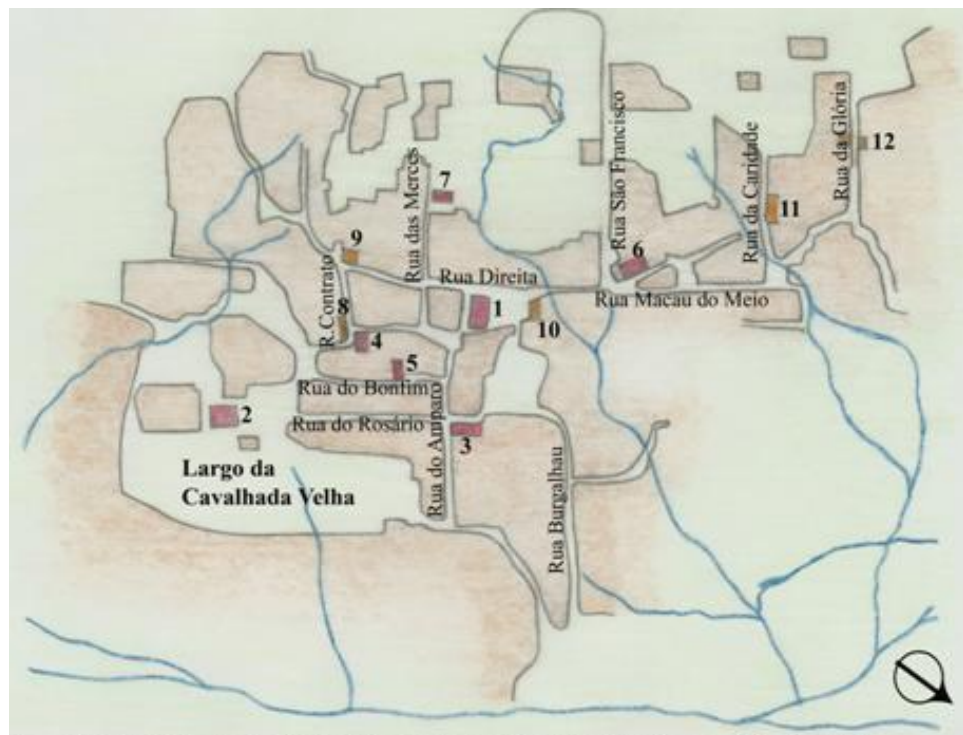 Rua São Francisco
Rua da Caridade
Rua da Glória
12
Rua das Merces
7
11
9
6
Rua Direita
Rua Macau do Meio
R.Contrato
8
1
10
4
5
Rua do Bonfim
2
Rua do Rosário
Rua do Amparo
3
Largo da
Cavalhada Velha
Rua Burgalhau